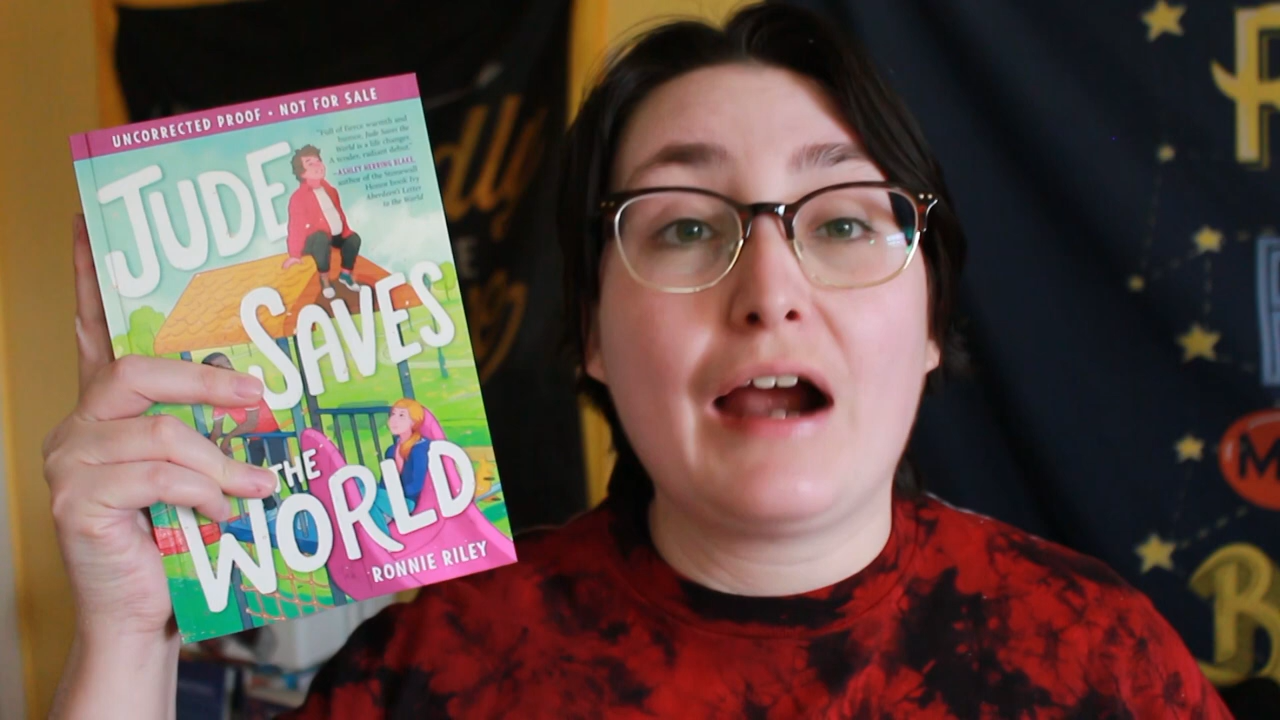 UNCORRECTED PROOF • NOT FOR SALE
JUDE
"Full of fierce warmth and
humor, Jude Saves the
World is a life changer.
A tender, radiant debut."
—ASHLEY HERRING BLAKE,
author of the Stonewall
Honor book Ivy
Aberdeen's Letter
to the World
SAVES
THE
WORLD
RONNIE RILEY
M
B